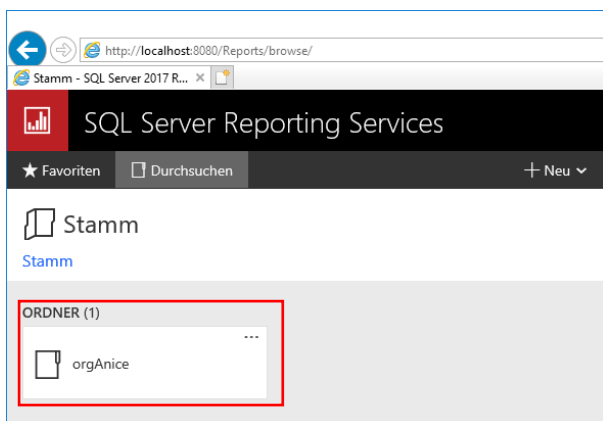 http://localhost:8080/Reports/browse/
Stamm - SQL Server 2017 R...
SQL Server Reporting Services
Favoriten Durchsuchen Neu
Stamm
Stamm
ORDNER (1)
...
orgAnice